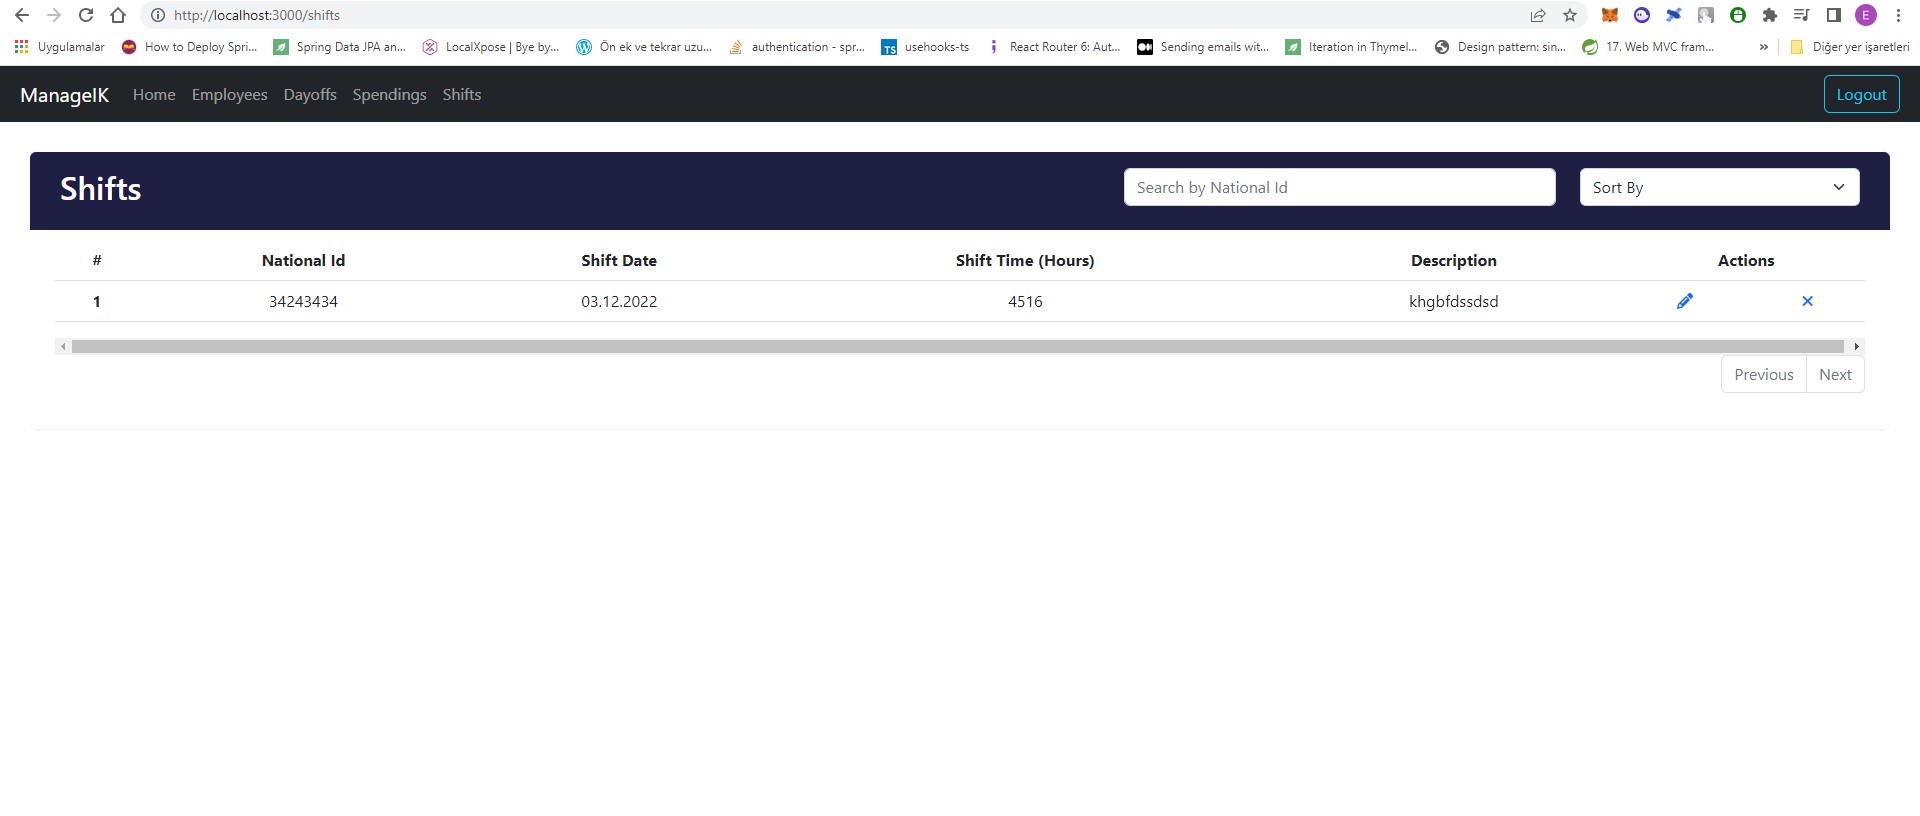 http://localhost:3000/shifts
E
Uygulamalar How to Deploy Spri... Spring Data JPA an... LocalXpose | Bye by... Ön ek ve tekrar uzu... authentication - spr... TS usehooks-ts React Router 6: Aut... Sending emails wit... Iteration in Thymel... Design pattern: sin... 17. Web MVC fram... » Diğer yer işaretleri
ManageIK Home Employees Dayoffs Spendings Shifts Logout
Shifts Search by National Id Sort By
# National Id Shift Date Shift Time (Hours) Description Actions
1 34243434 03.12.2022 4516 khgbfdssdsd
Previous Next